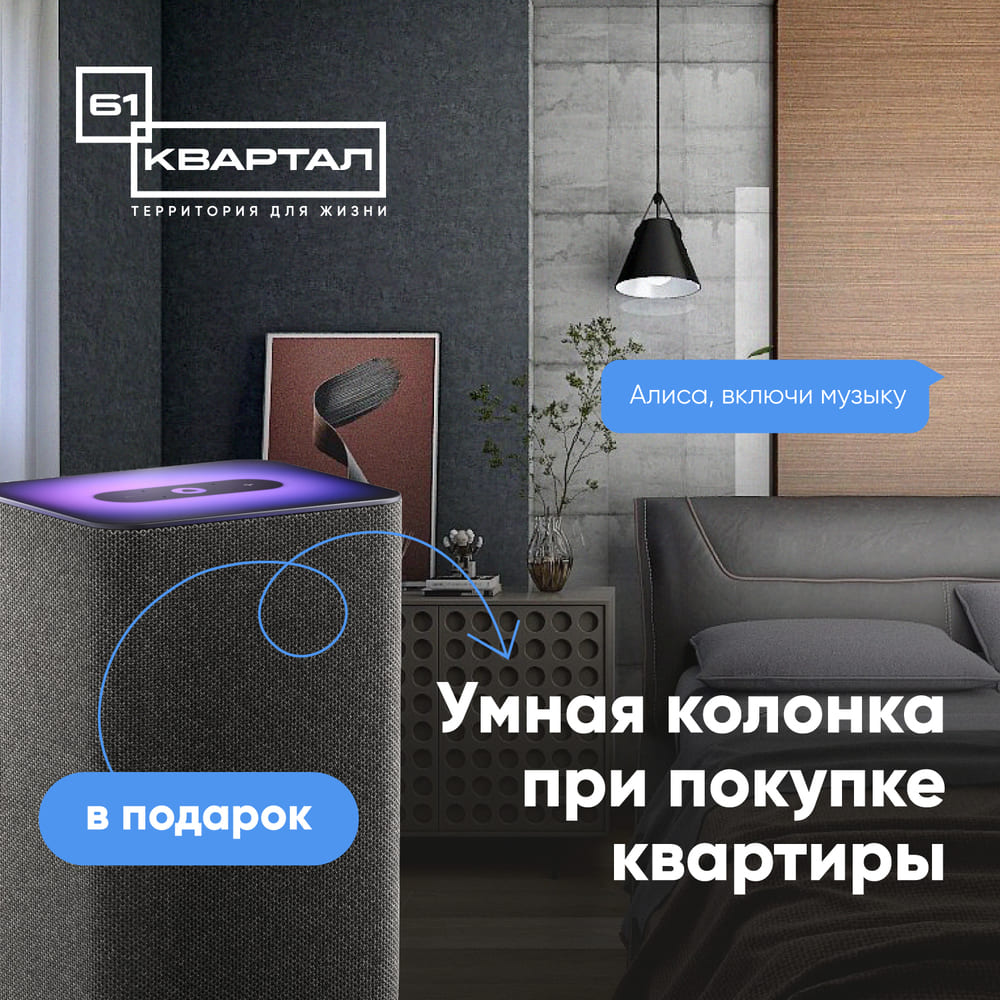 61
КВАРТАЛ
ТЕРРИТОРИЯ ДЛЯ ЖИЗНИ
Алиса, включи музыку
Умная колонка
при покупке
квартиры
в подарок